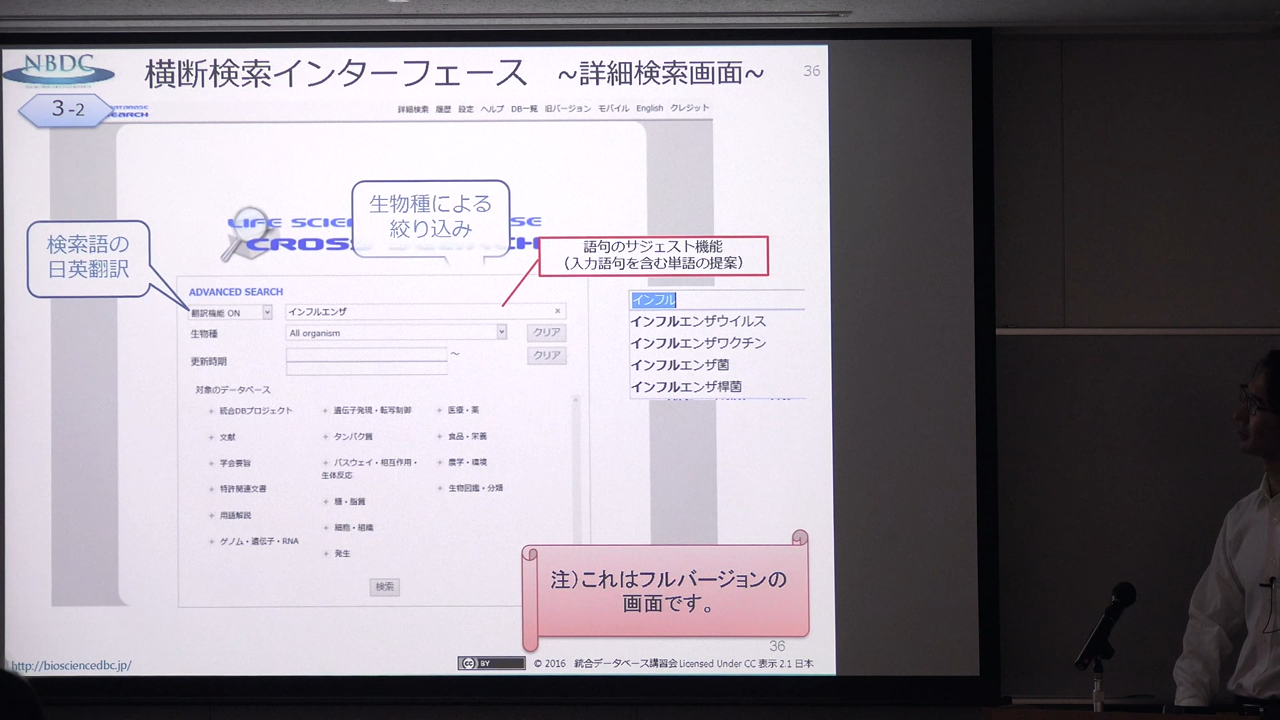 NBDC
横断検索インターフェース ~詳細検索画面~
36
3-2
DATABASE
SEARCH
詳細検索 履歴 設定 ヘルプ DB一覧 旧バージョン モバイル English クレジット
生物種による
絞り込み
検索語の
日英翻訳
語句のサジェスト機能
（入力語句を含む単語の提案）
LIFE SCIE
SE
CROSS
CH
ADVANCED SEARCH
翻訳機能 ON
インフルエンザ
×
生物種
All organism
クリア
更新時期
～
クリア
インフル
インフルエンザウイルス
インフルエンザワクチン
インフルエンザ菌
インフルエンザ桿菌
対象のデータベース
+ 統合DBプロジェクト
+ 文献
+ 学会要旨
+ 特許関連文書
+ 用語解説
+ ゲノム・遺伝子・RNA
+ 遺伝子発現・転写制御
+ タンパク質
+ パスウェイ・相互作用・
生体反応
+ 糖・脂質
+ 細胞・組織
+ 発生
+ 医療・薬
+ 食品・栄養
+ 農学・環境
+ 生物図鑑・分類
検索
注）これはフルバージョンの
画面です。
36
http://biosciencedbc.jp/
CC BY
© 2016 統合データベース講習会 Licensed Under CC 表示 2.1 日本